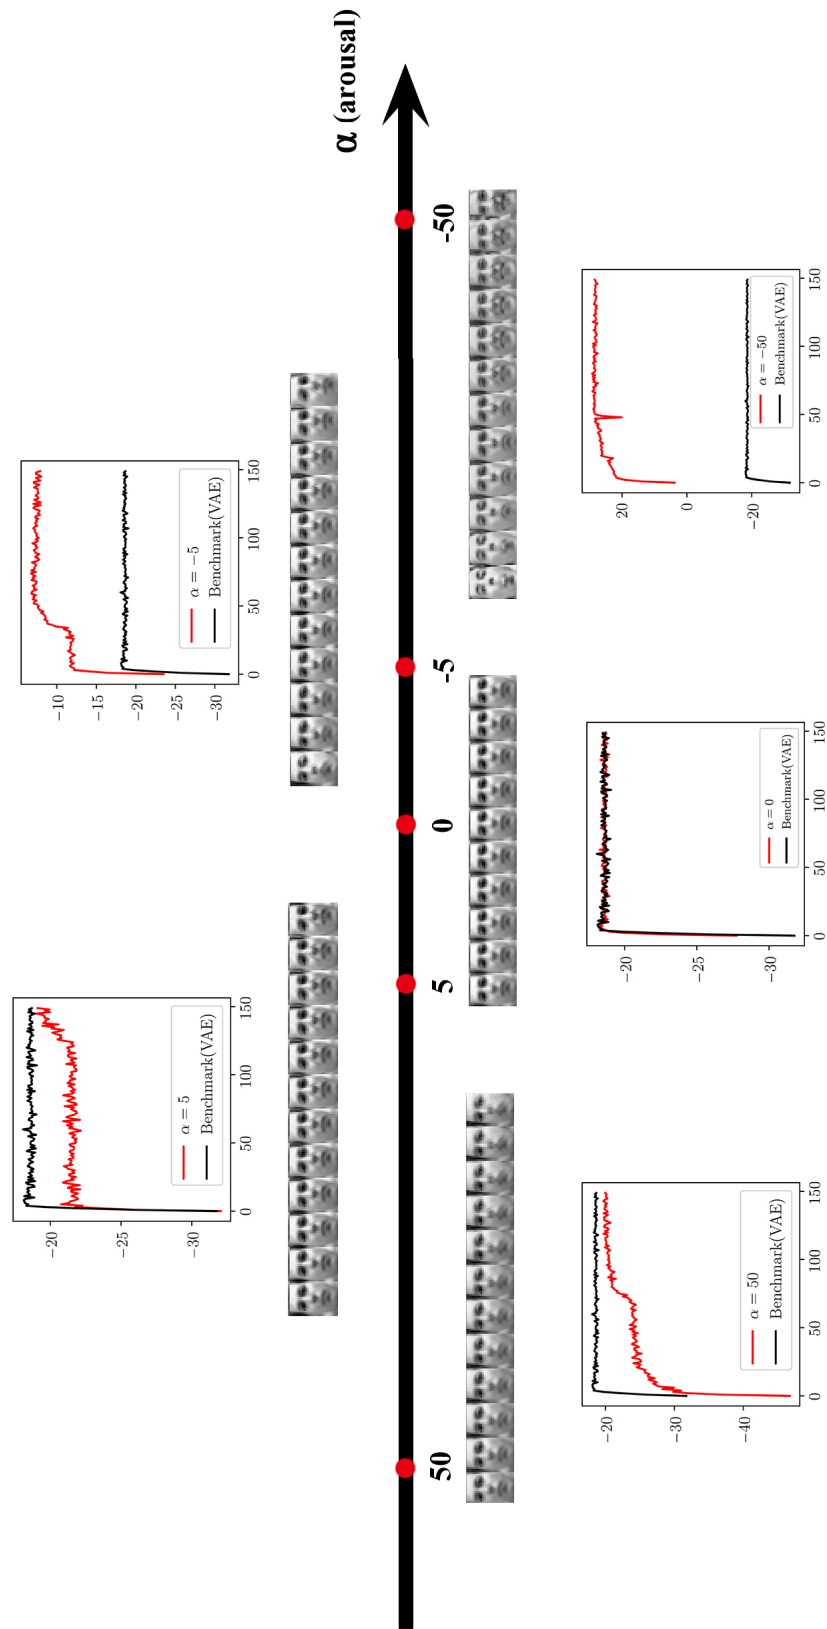 −20
−25
−30
α = 5
Benchmark(VAE)
0 50 100 150
−10
−15
−20
−25
−30
α = −5
Benchmark(VAE)
0 50 100 150
α (arousal)
50 5 0 -5 -50
−20
−30
−40
α = 50
Benchmark(VAE)
0 50 100 150
−20
−25
−30
α = 0
Benchmark(VAE)
0 50 100 150
20
0
−20
α = −50
Benchmark(VAE)
0 50 100 150